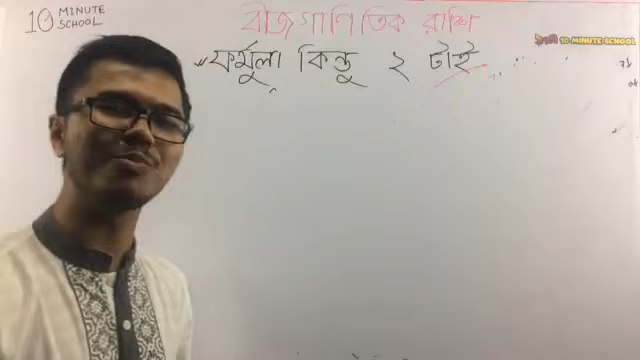 10 MINUTE
SCHOOL
বীজগাণিতিক রাশি
10 MINUTE SCHOOL
ফর্মুলা কিন্তু ২ টাই